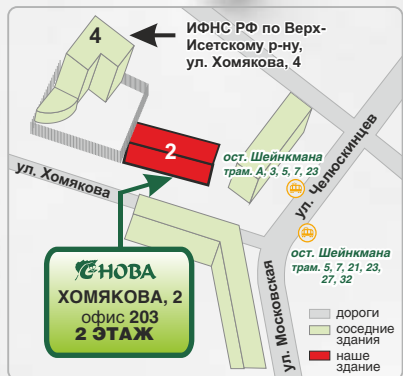 4
ИФНС РФ по Верх-
Исетскому р-ну,
ул. Хомякова, 4
2
ост. Шейнкмана
трам. А, 3, 5, 7, 23
ул. Челюскинцев
ул. Хомякова
ост. Шейнкмана
трам. 5, 7, 21, 23,
27, 32
НОВА
ХОМЯКОВА, 2
офис 203
2 ЭТАЖ
ул. Московская
дороги
соседние
здания
наше
здание